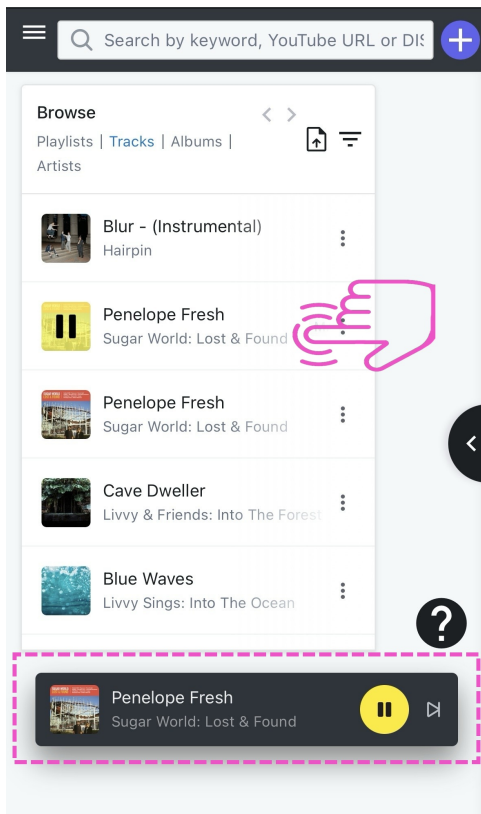 Search by keyword, YouTube URL or DIS
Browse
Playlists | Tracks | Albums |
Artists
Blur - (Instrumental)
Hairpin
Penelope Fresh
Sugar World: Lost & Found
Penelope Fresh
Sugar World: Lost & Found
Cave Dweller
Livvy & Friends: Into The Forest
Blue Waves
Livvy Sings: Into The Ocean
?
Penelope Fresh
Sugar World: Lost & Found